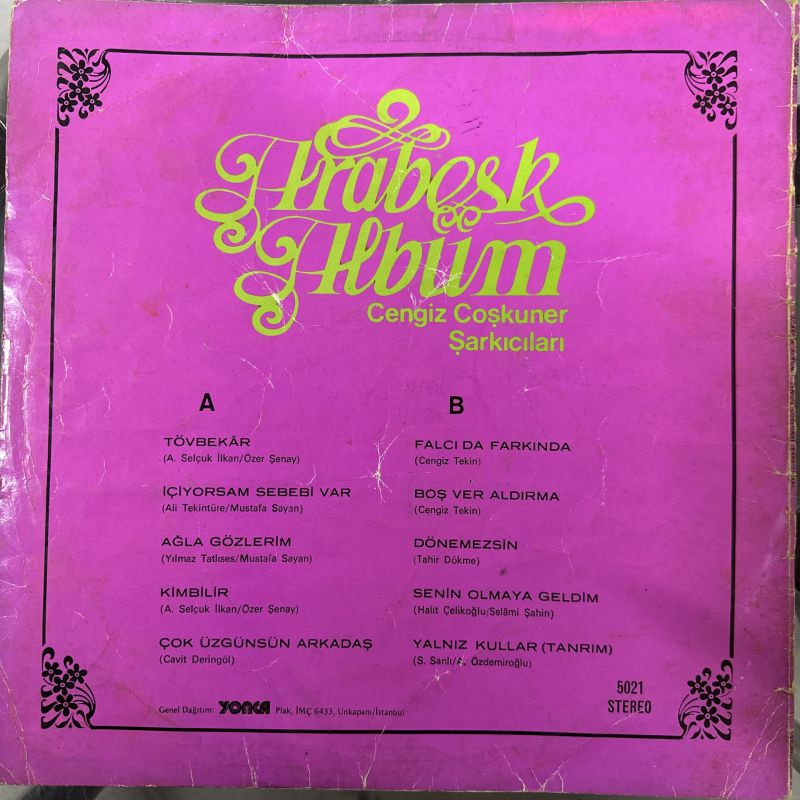 Arabesk
Albüm
Cengiz Coşkuner
Şarkıcıları
A
TÖVBEKÂR
(A. Selçuk İlkan/Özer Şenay)
İÇİYORSAM SEBEBİ VAR
(Ali Tekintüre/Mustafa Sayan)
AĞLA GÖZLERİM
(Yılmaz Tatlıses/Mustafa Sayan)
KİMBİLİR
(A. Selçuk İlkan/Özer Şenay)
ÇOK ÜZGÜNSÜN ARKADAŞ
(Cavit Deringöl)
B
FALCI DA FARKINDA
(Cengiz Tekin)
BOŞ VER ALDIRMA
(Cengiz Tekin)
DÖNEMEZSİN
(Tahir Dökme)
SENİN OLMAYA GELDİM
(Halit Çelikoğlu/Selâmi Şahin)
YALNIZ KULLAR (TANRIM)
(S. Sanlı/A. Özdemiroğlu)
Genel Dağıtım: YONCA Plak, İMÇ 6433, Unkapanı/İstanbul
5021
STEREO